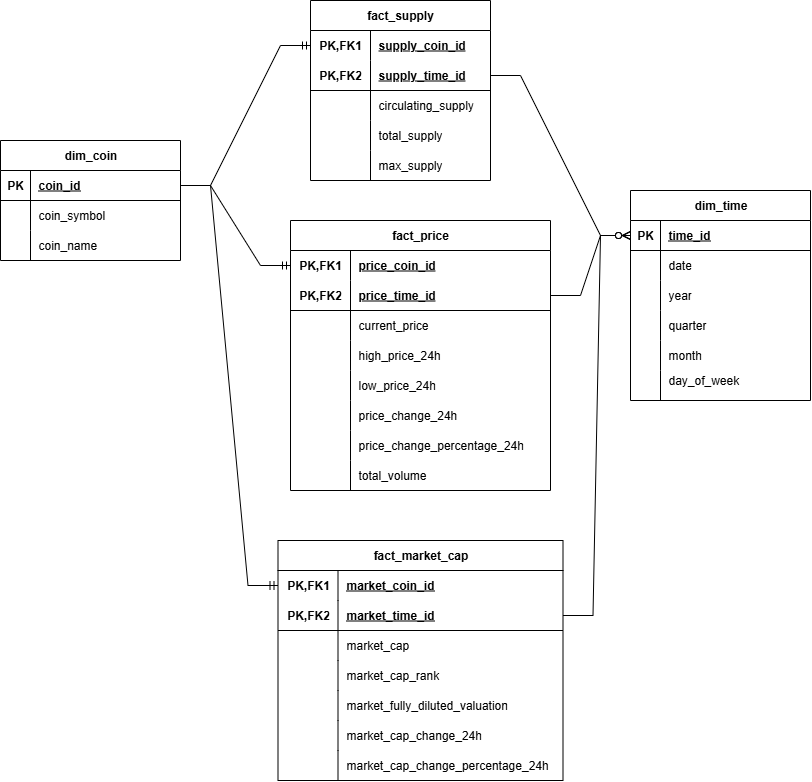 fact_supply
PK,FK1 supply_coin_id
PK,FK2 supply_time_id
circulating_supply
total_supply
max_supply
dim_coin
PK coin_id
coin_symbol
coin_name
fact_price
PK,FK1 price_coin_id
PK,FK2 price_time_id
current_price
high_price_24h
low_price_24h
price_change_24h
price_change_percentage_24h
total_volume
dim_time
PK time_id
date
year
quarter
month
day_of_week
fact_market_cap
PK,FK1 market_coin_id
PK,FK2 market_time_id
market_cap
market_cap_rank
market_fully_diluted_valuation
market_cap_change_24h
market_cap_change_percentage_24h